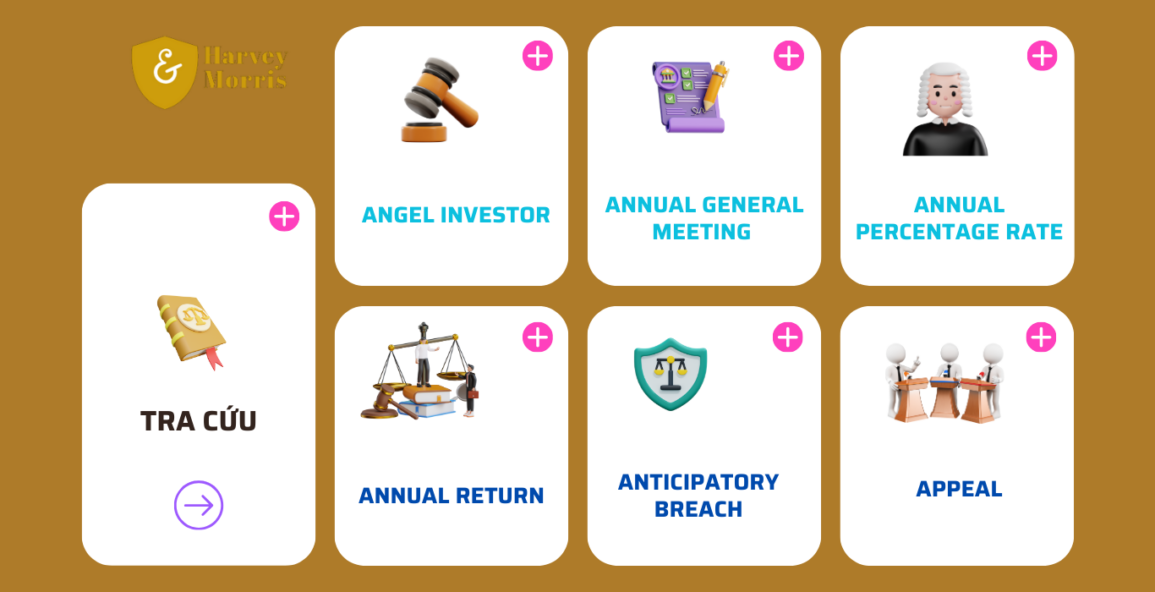 &
Harvey
Morris
TRA CỨU
ANGEL INVESTOR
ANNUAL GENERAL
MEETING
ANNUAL
PERCENTAGE RATE
ANNUAL RETURN
ANTICIPATORY
BREACH
APPEAL